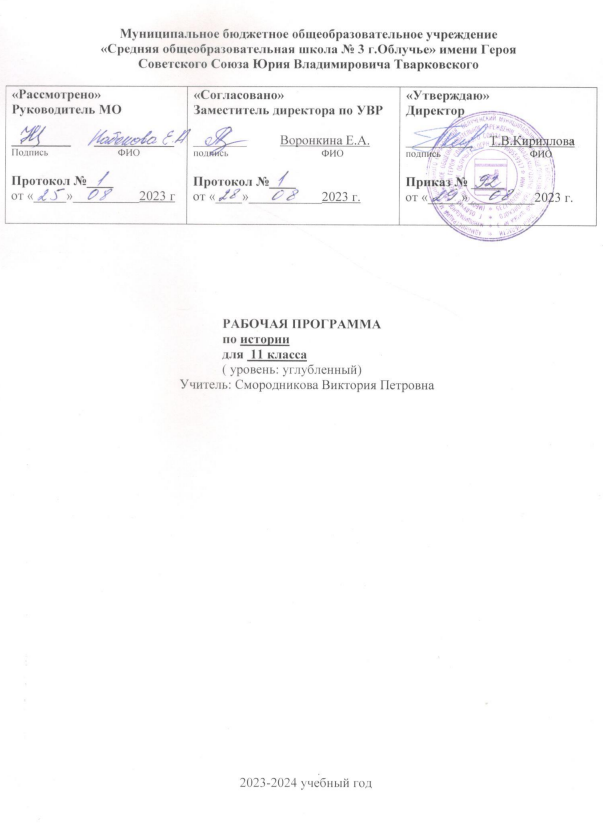 Муниципальное бюджетное общеобразовательное учреждение
«Средняя общеобразовательная школа № 3 г.Облучье» имени Героя
Советского Союза Юрия Владимировича Тварковского
«Рассмотрено»
Руководитель МО
Е.А
Подпись ФИО
Протокол № 1
от « 25 » 08 2023 г
«Согласовано»
Заместитель директора по УВР
Воронкина Е.А.
подпись ФИО
Протокол № 1
от « 28 » 08 2023 г.
«Утверждаю»
Директор
Т.В.Кириллова
подпись ФИО
Приказ № 92
от « 29 » 08 2023 г.
РАБОЧАЯ ПРОГРАММА
по истории
для 11 класса
( уровень: углубленный)
Учитель: Смородникова Виктория Петровна
2023-2024 учебный год